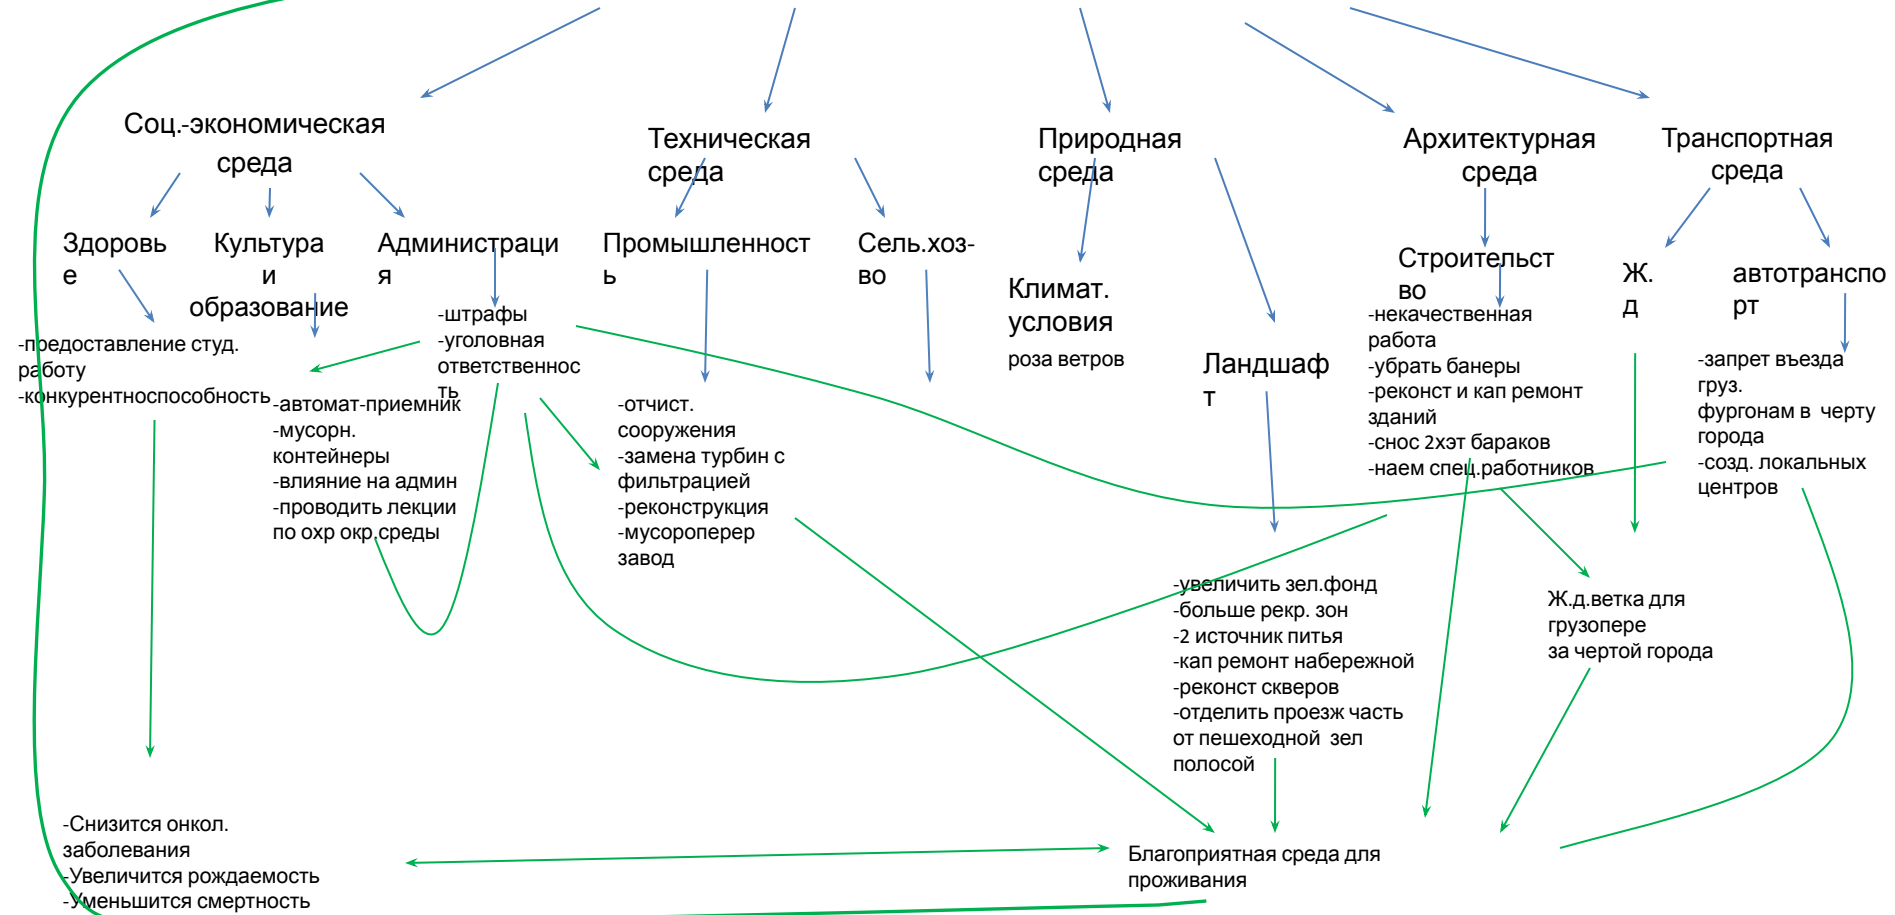 Соц.-экономическая
среда
Техническая
среда
Природная
среда
Архитектурная
среда
Транспортная
среда
Здоровь
е
Культура
и
образование
Администраци
я
Промышленност
ь
Сель.хоз-
во
Климат.
условия
роза ветров
Ландшаф
т
Строительст
во
Ж.
д
автотранспо
рт
-предоставление студ.
работу
-конкурентноспособность
-автомат-приемник
-мусорн.
контейнеры
-влияние на админ
-проводить лекции
по охр окр.среды
-штрафы
-уголовная
ответственнос
ть
-отчист.
сооружения
-замена турбин с
фильтрацией
-реконструкция
-мусороперер
завод
-некачественная
работа
-убрать банеры
-реконст и кап ремонт
зданий
-снос 2хэт бараков
-наем спец.работников
-запрет въезда
груз.
фургонам в черту
города
-созд. локальных
центров
-увеличить зел.фонд
-больше рекр. зон
-2 источник питья
-кап ремонт набережной
-реконст скверов
-отделить проезж часть
от пешеходной зел
полосой
Ж.д.ветка для
грузопере
за чертой города
-Снизится онкол.
заболевания
-Увеличится рождаемость
-Уменьшится смертность
Благоприятная среда для
проживания